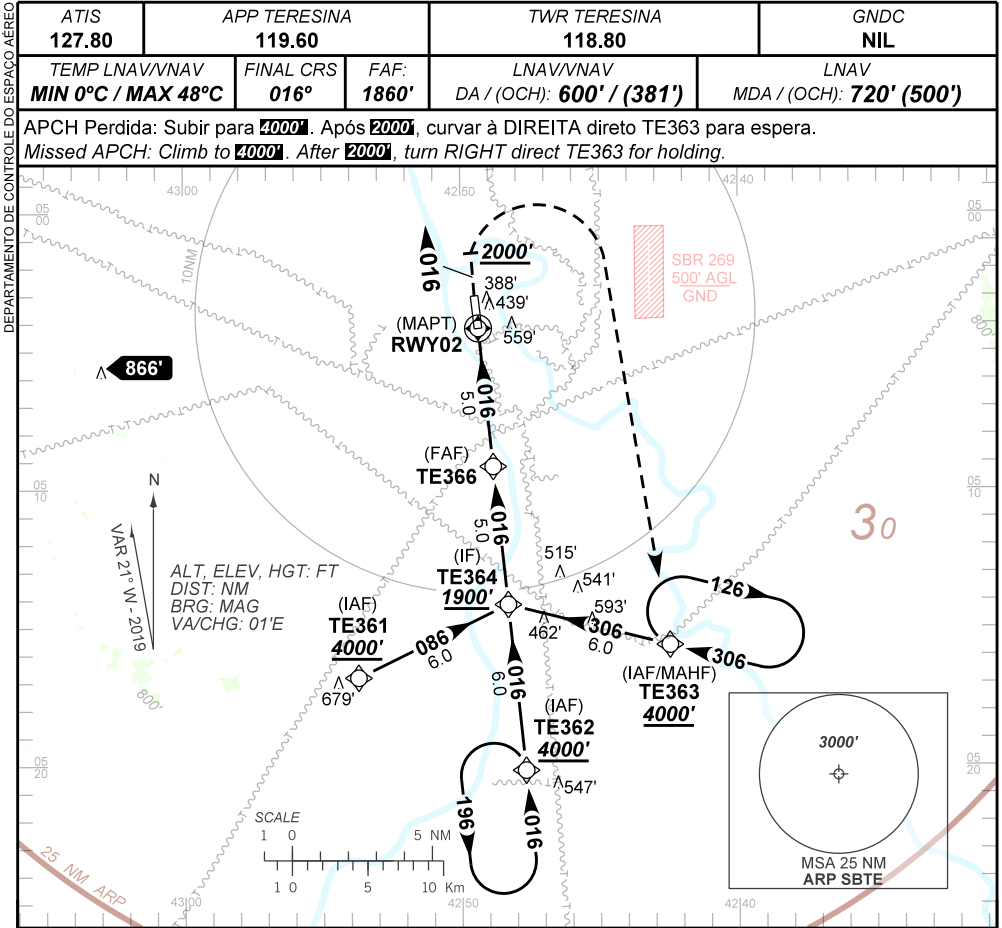 DEPARTAMENTO DE CONTROLE DO ESPAÇO AÉREO
ATIS
127.80
APP TERESINA
119.60
TWR TERESINA
118.80
GNDC
NIL
TEMP LNAV/VNAV
MIN 0ºC / MAX 48ºC
FINAL CRS
016º
FAF:
1860'
LNAV/VNAV
DA / (OCH): 600' / (381')
LNAV
MDA / (OCH): 720' (500')
APCH Perdida: Subir para 4000'. Após 2000', curvar à DIREITA direto TE363 para espera.
Missed APCH: Climb to 4000'. After 2000', turn RIGHT direct TE363 for holding.
43 00
42 50
42 40
05 00
05 00
10NM
016
2000'
388'
439'
559'
(MAPT)
RWY02
SBR 269
500' AGL
GND
800'
866'
016
5.0
(FAF)
TE366
05 10
05 10
30
N
VAR 21° W - 2019
ALT, ELEV, HGT: FT
DIST: NM
BRG: MAG
VA/CHG: 01'E
016
5.0
(IF)
TE364
1900'
515'
541'
593'
462'
(IAF)
TE361
4000'
679'
086
6.0
306
6.0
126
306
(IAF/MAHF)
TE363
4000'
016
6.0
(IAF)
TE362
4000'
547'
800'
05 20
05 20
196
016
SCALE
1 0 5 NM
1 0 5 10 Km
3000'
MSA 25 NM
ARP SBTE
25 NM ARP
43 00
42 50
42 40